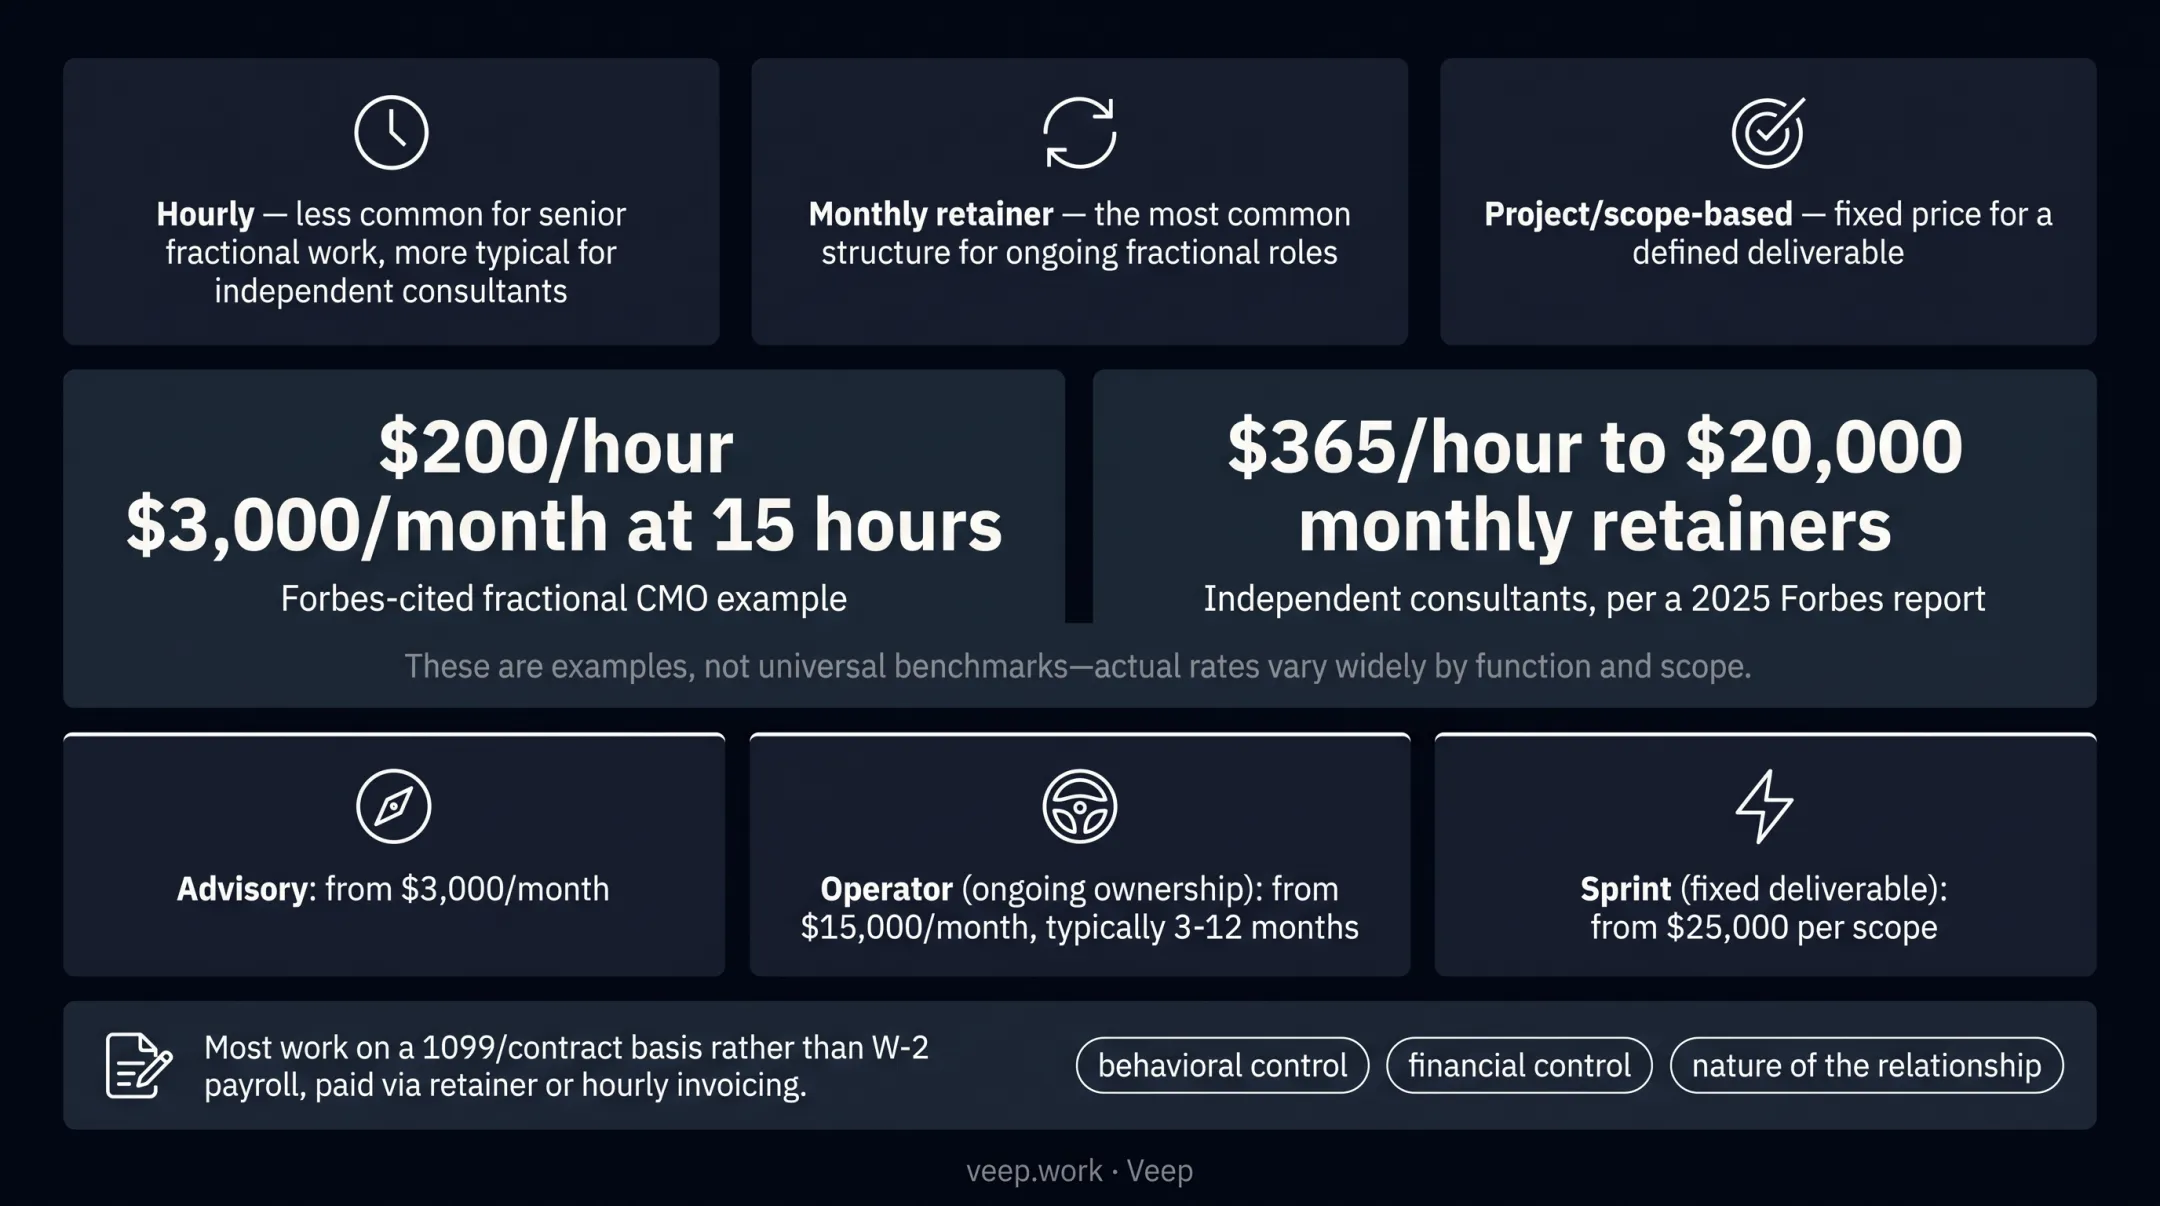 Hourly — less common for senior
fractional work, more typical for
independent consultants
Monthly retainer — the most common
structure for ongoing fractional roles
Project/scope-based — fixed price for a
defined deliverable
$200/hour
$3,000/month at 15 hours
Forbes-cited fractional CMO example
$365/hour to $20,000
monthly retainers
Independent consultants, per a 2025 Forbes report
These are examples, not universal benchmarks—actual rates vary widely by function and scope.
Advisory: from $3,000/month
Operator (ongoing ownership): from
$15,000/month, typically 3-12 months
Sprint (fixed deliverable):
from $25,000 per scope
Most work on a 1099/contract basis rather than W-2
payroll, paid via retainer or hourly invoicing.
behavioral control
financial control
nature of the relationship
veep.work · Veep